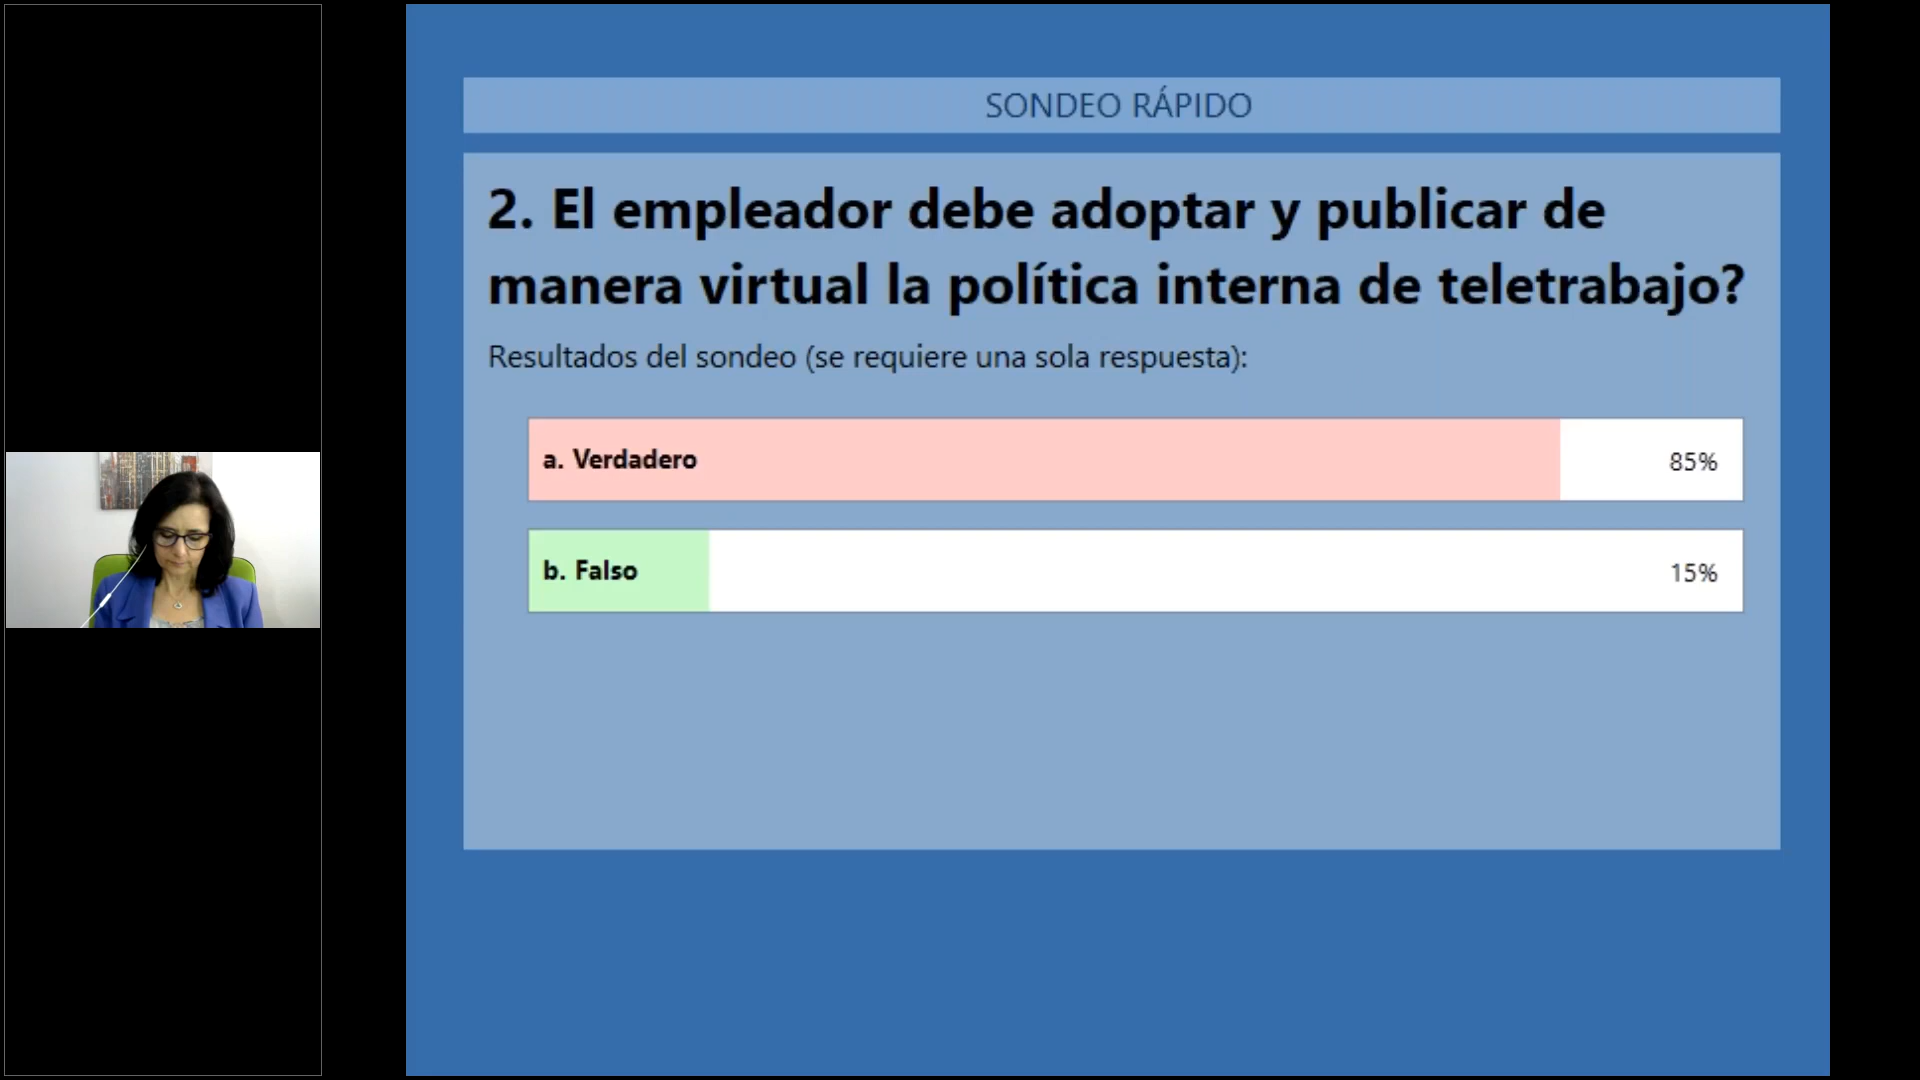 SONDEO RÁPIDO
2. El empleador debe adoptar y publicar de
manera virtual la política interna de teletrabajo?
Resultados del sondeo (se requiere una sola respuesta):
a. Verdadero 85%
b. Falso 15%